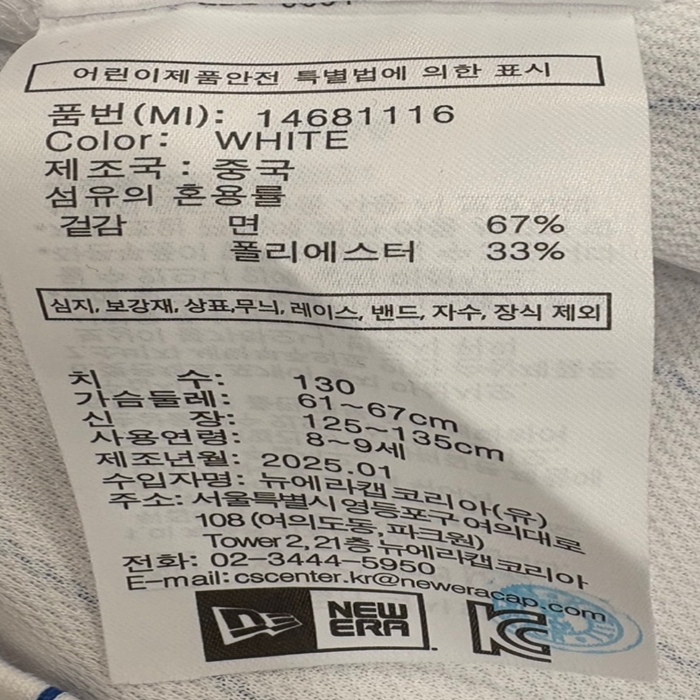 어린이제품안전 특별법에 의한 표시
품번(MI): 14681116
Color: WHITE
제조국: 중국
섬유의 혼용률
겉감 면 67%
폴리에스터 33%
심지, 보강재, 상표,무늬, 레이스, 밴드, 자수, 장식 제외
치 수: 130
가슴둘레: 61~67cm
신 장: 125~135cm
사용연령: 8~9세
제조년월: 2025.01
수입자명: 뉴에라캡코리아(유)
주소: 서울특별시 영등포구 여의대로
108 (여의도동, 파크원)
Tower 2, 21층 뉴에라캡코리아
전화: 02-3444-5950
E-mail: cscenter.kr@neweracap.com
NEW ERA
KC